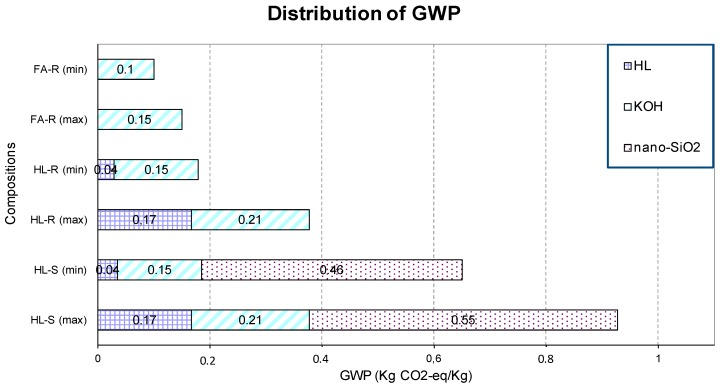 Distribution of GWP
HL
KOH
nano-SiO2
Compositions
FA-R (min)
0.1
FA-R (max)
0.15
HL-R (min)
0.04
0.15
HL-R (max)
0.17
0.21
HL-S (min)
0.04
0.15
0.46
HL-S (max)
0.17
0.21
0.55
0
0.2
0.4
0,6
0.8
1
GWP (Kg CO2-eq/Kg)